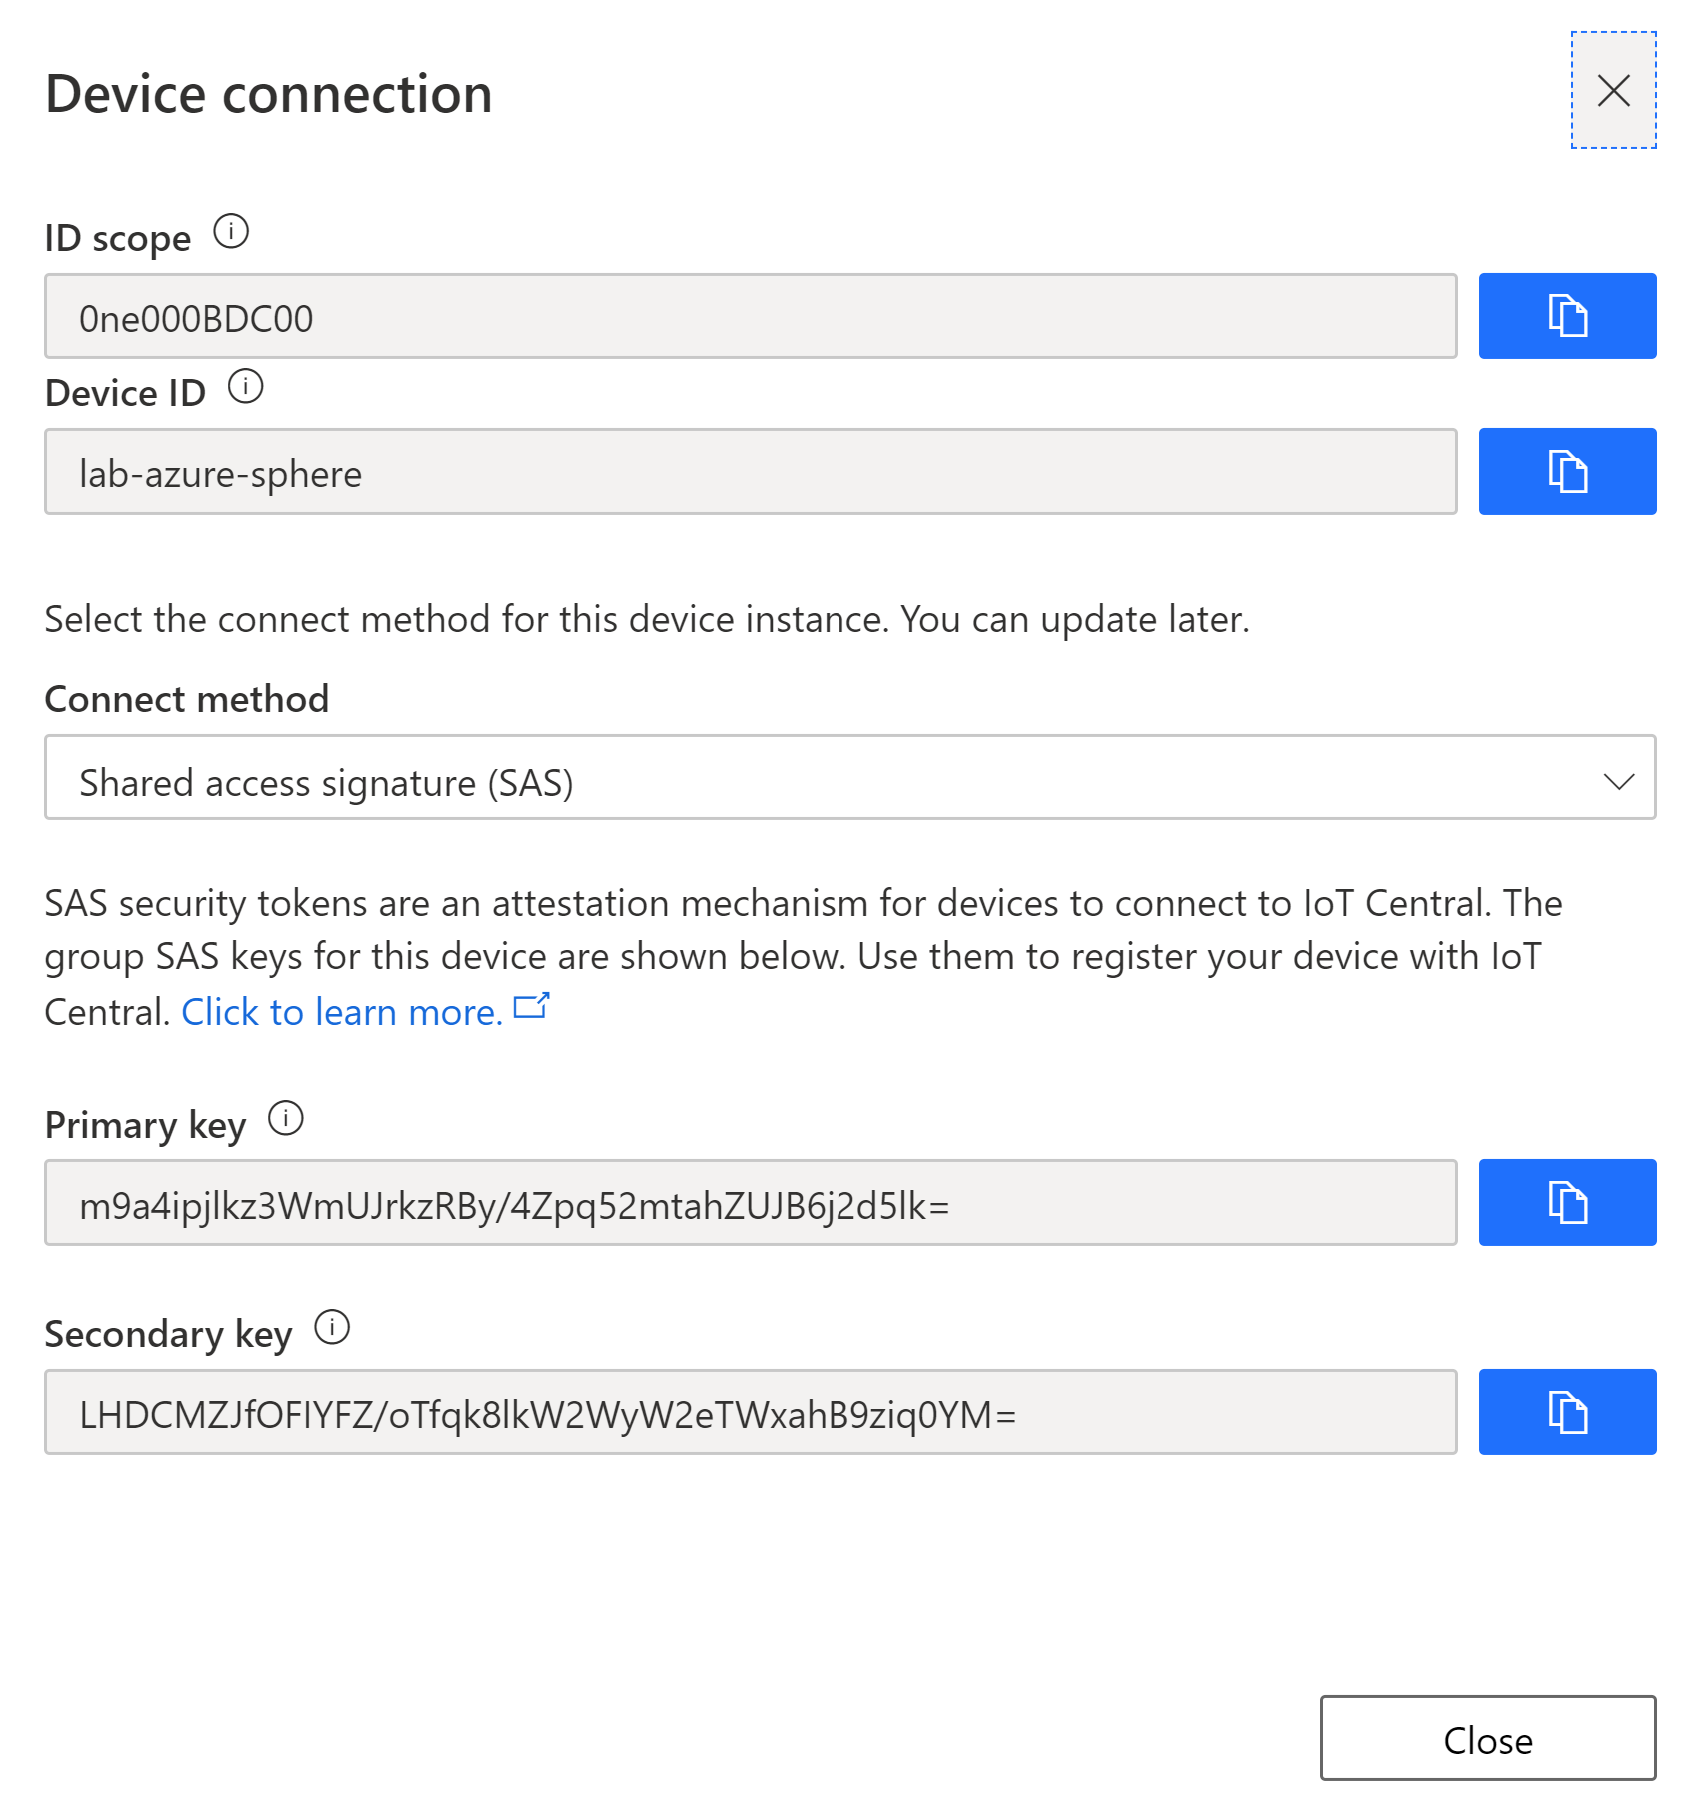 Device connection
ID scope
0ne000BDC00
Device ID
lab-azure-sphere
Select the connect method for this device instance. You can update later.
Connect method
Shared access signature (SAS)
SAS security tokens are an attestation mechanism for devices to connect to IoT Central. The
group SAS keys for this device are shown below. Use them to register your device with IoT
Central. Click to learn more.
Primary key
m9a4ipjlkz3WmUJrkzRBy/4Zpq52mtahZUJB6j2d5lk=
Secondary key
LHDCMZJfOFIYFZ/oTfqk8lkW2WyW2eTWxahB9ziq0YM=
Close